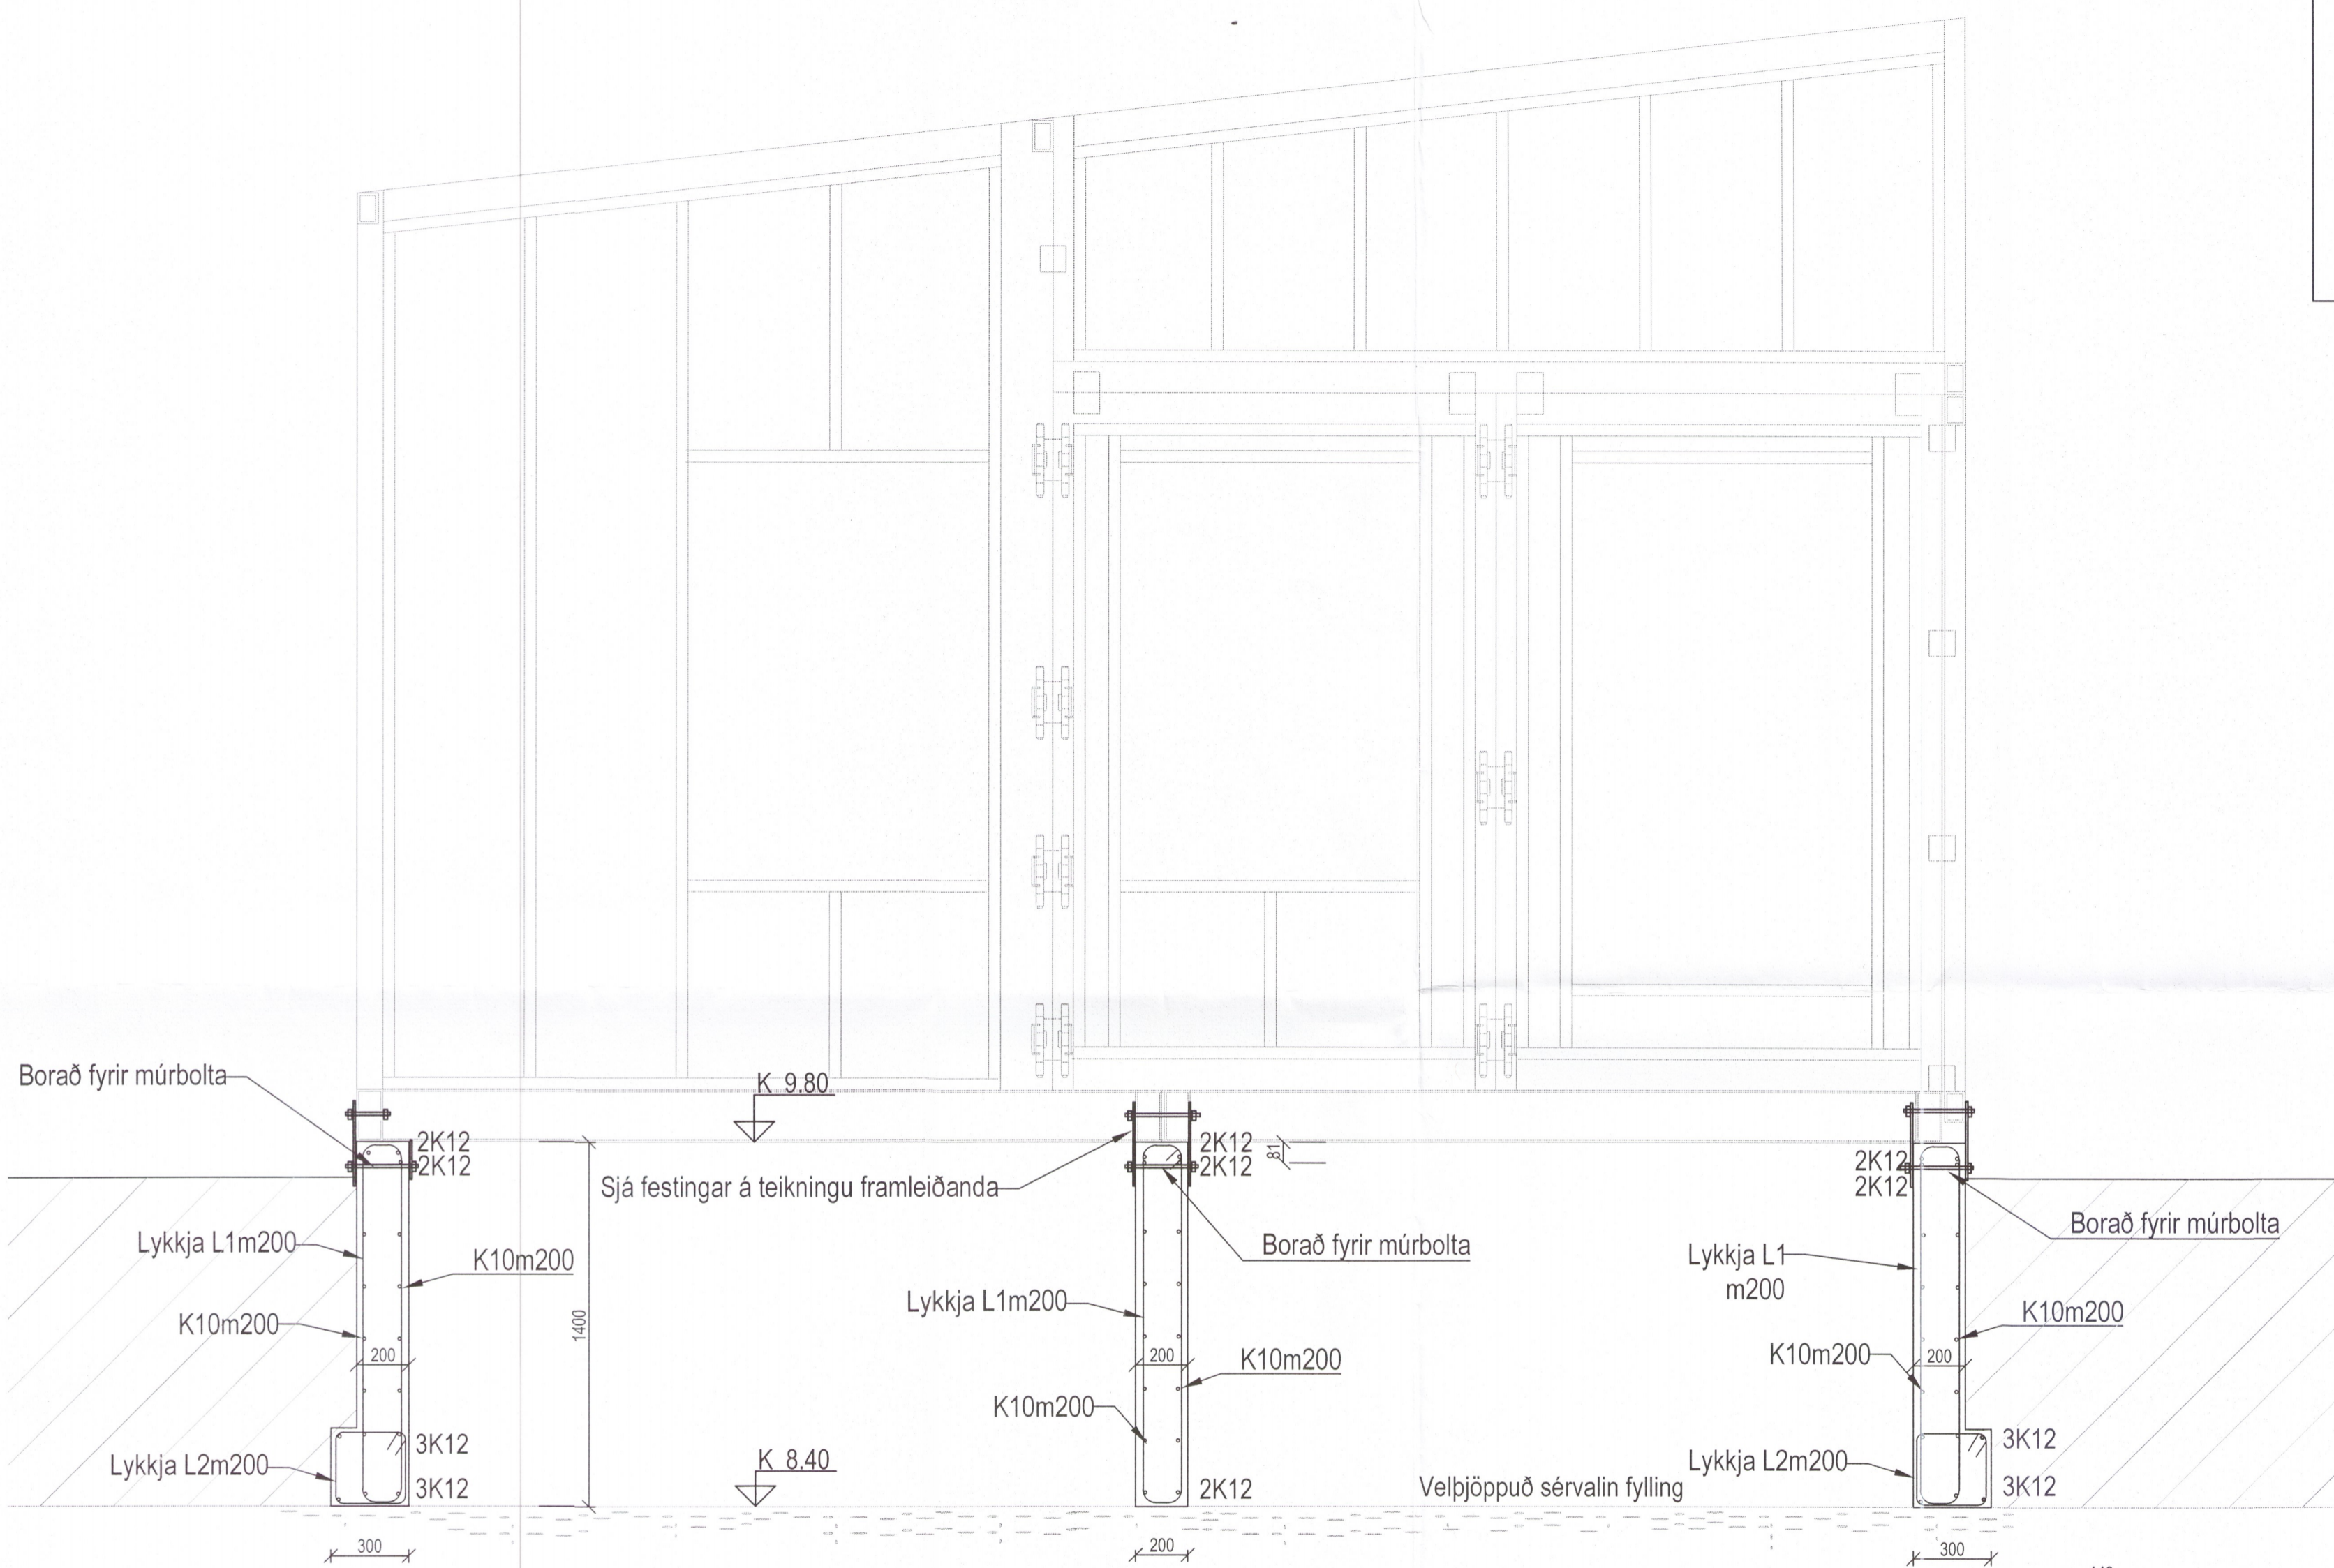 Borað fyrir múrbolta
K 9.80
2K12
2K12
2K12
2K12
81
2K12
2K12
Sjá festingar á teikningu framleiðanda
Borað fyrir múrbolta
Borað fyrir múrbolta
Lykkja L1m200
K10m200
Lykkja L1
m200
Lykkja L1m200
K10m200
1400
K10m200
200
200
K10m200
K10m200
200
K10m200
3K12
3K12
Lykkja L2m200
K 8.40
Lykkja L2m200
3K12
2K12
Velþjöppuð sérvalin fylling
3K12
300
200
300